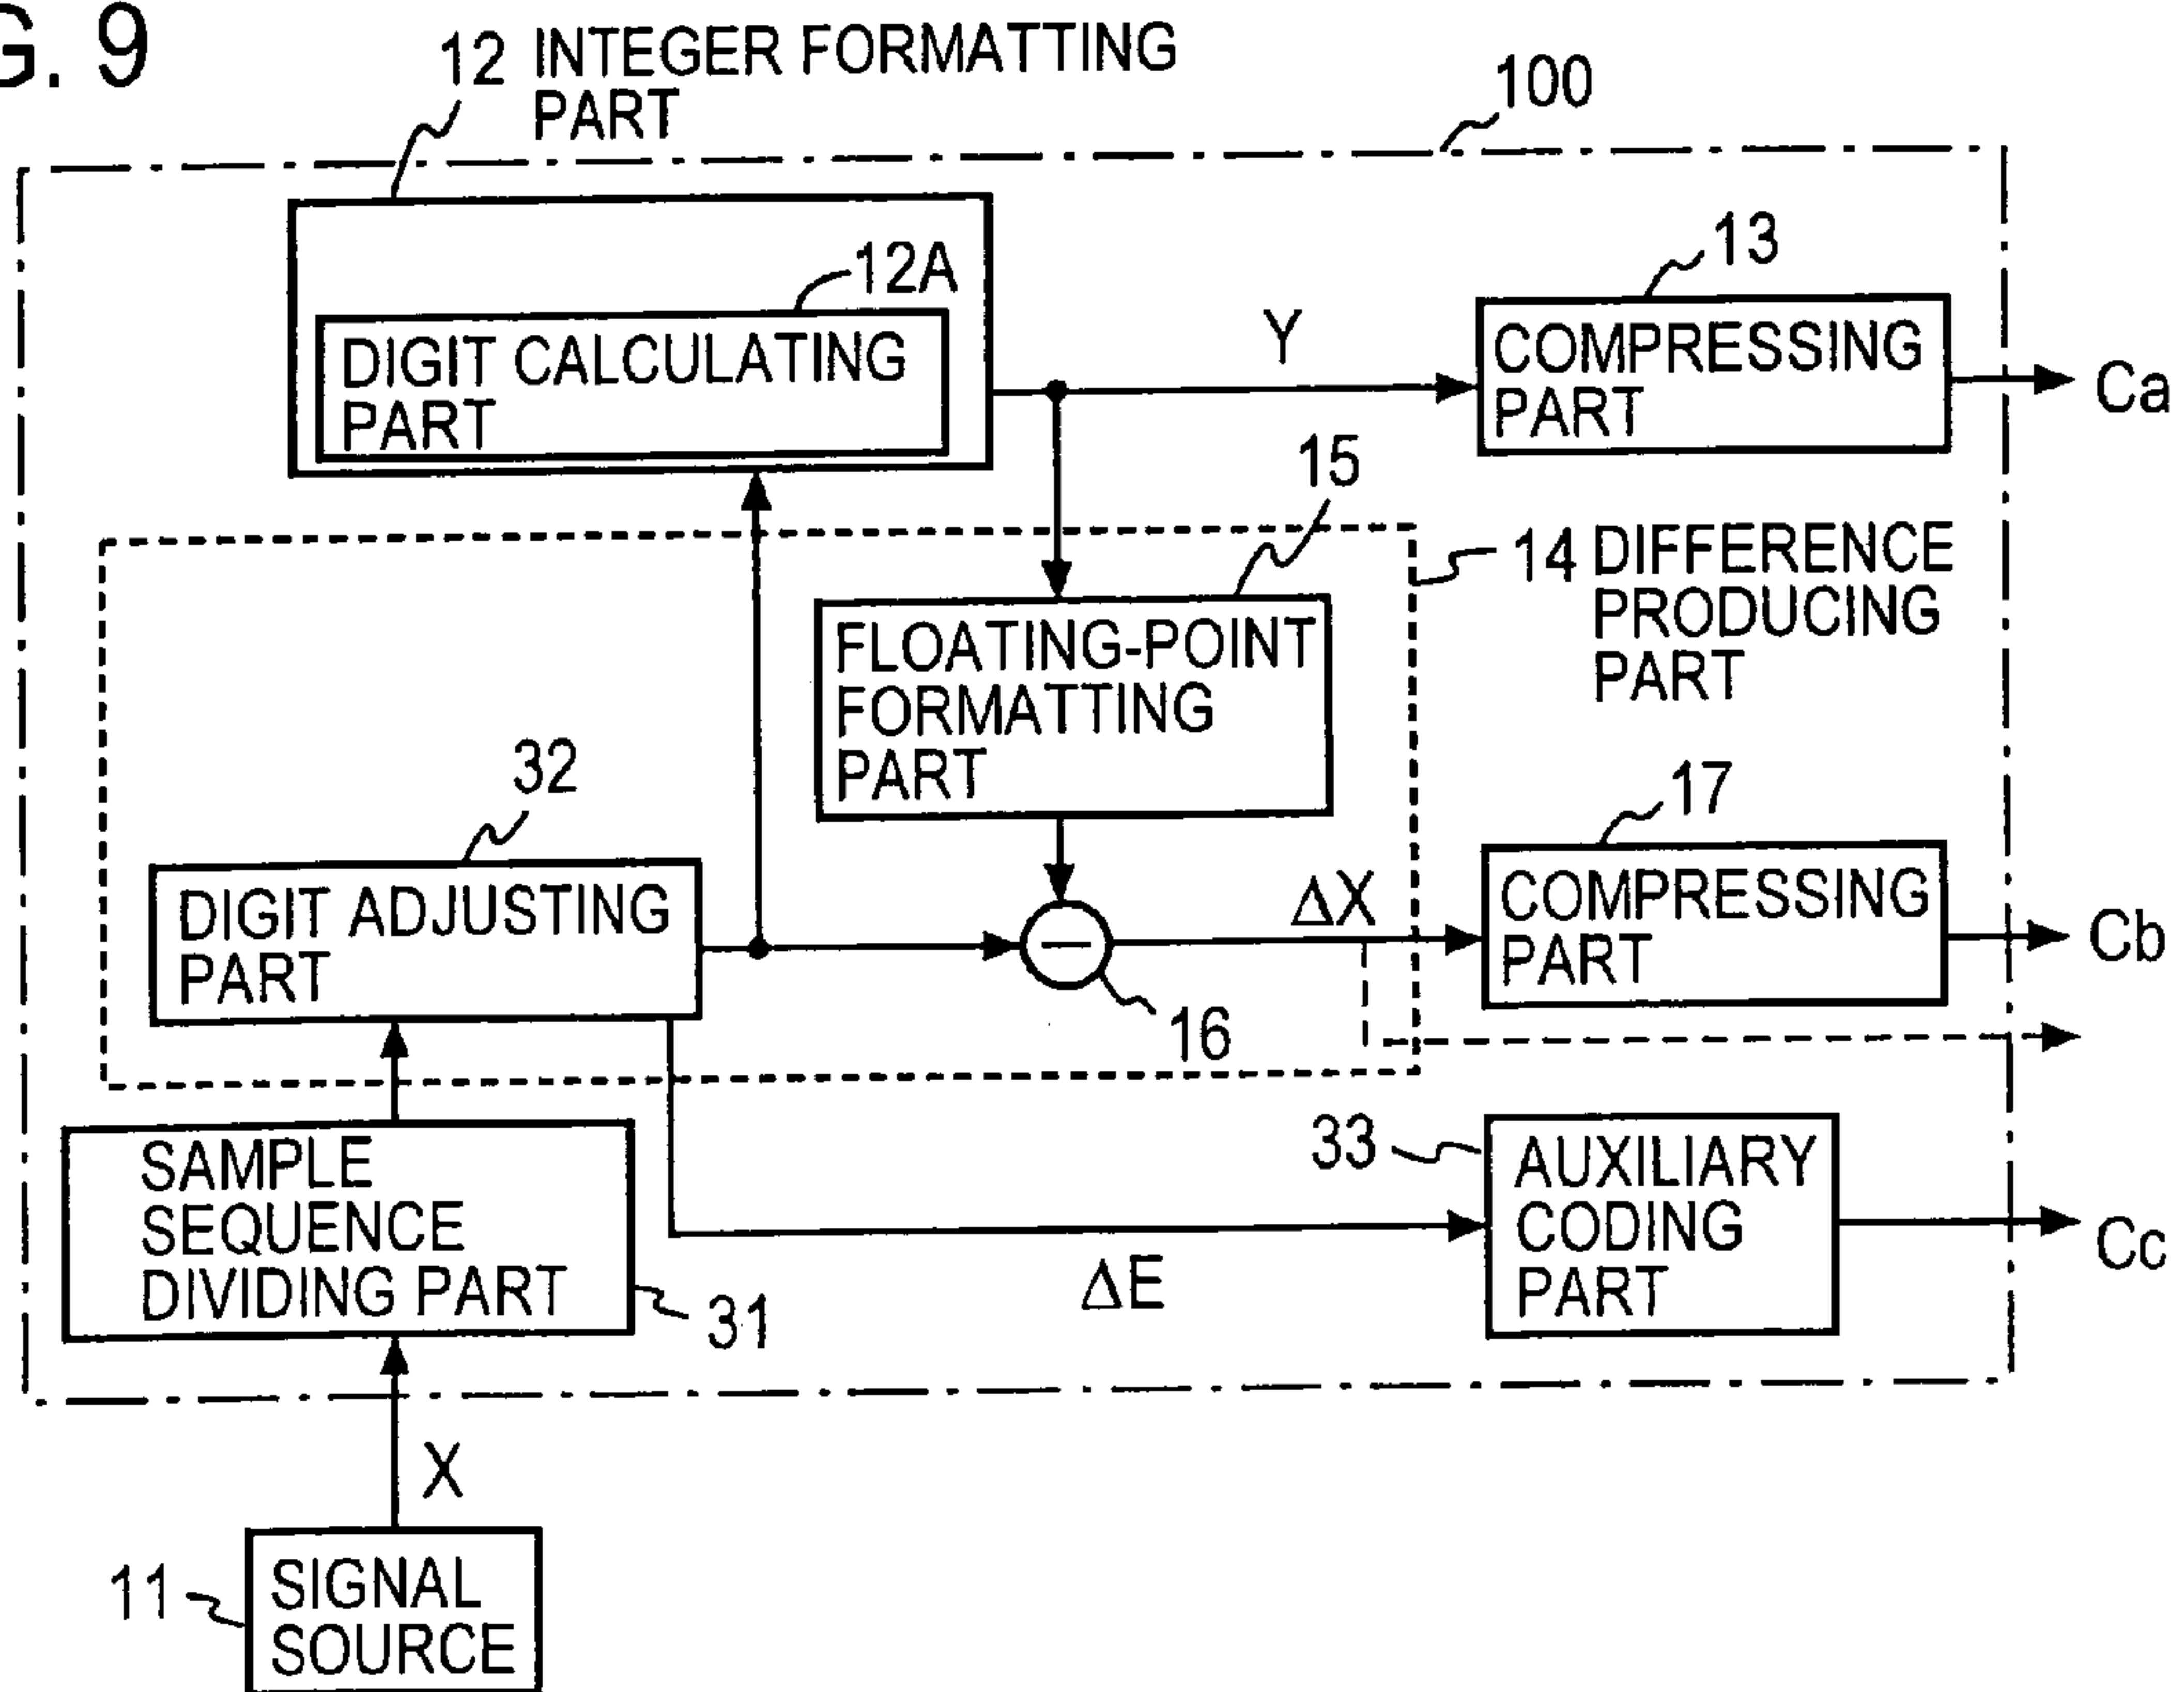 G. 9
12 INTEGER FORMATTING
PART
100
12A
DIGIT CALCULATING
PART
Y
13
COMPRESSING
PART
Ca
15
FLOATING-POINT
FORMATTING
PART
14 DIFFERENCE
PRODUCING
PART
32
DIGIT ADJUSTING
PART
16
ΔX
17
COMPRESSING
PART
Cb
SAMPLE
SEQUENCE
DIVIDING PART
31
ΔE
33
AUXILIARY
CODING
PART
Cc
X
11
SIGNAL
SOURCE